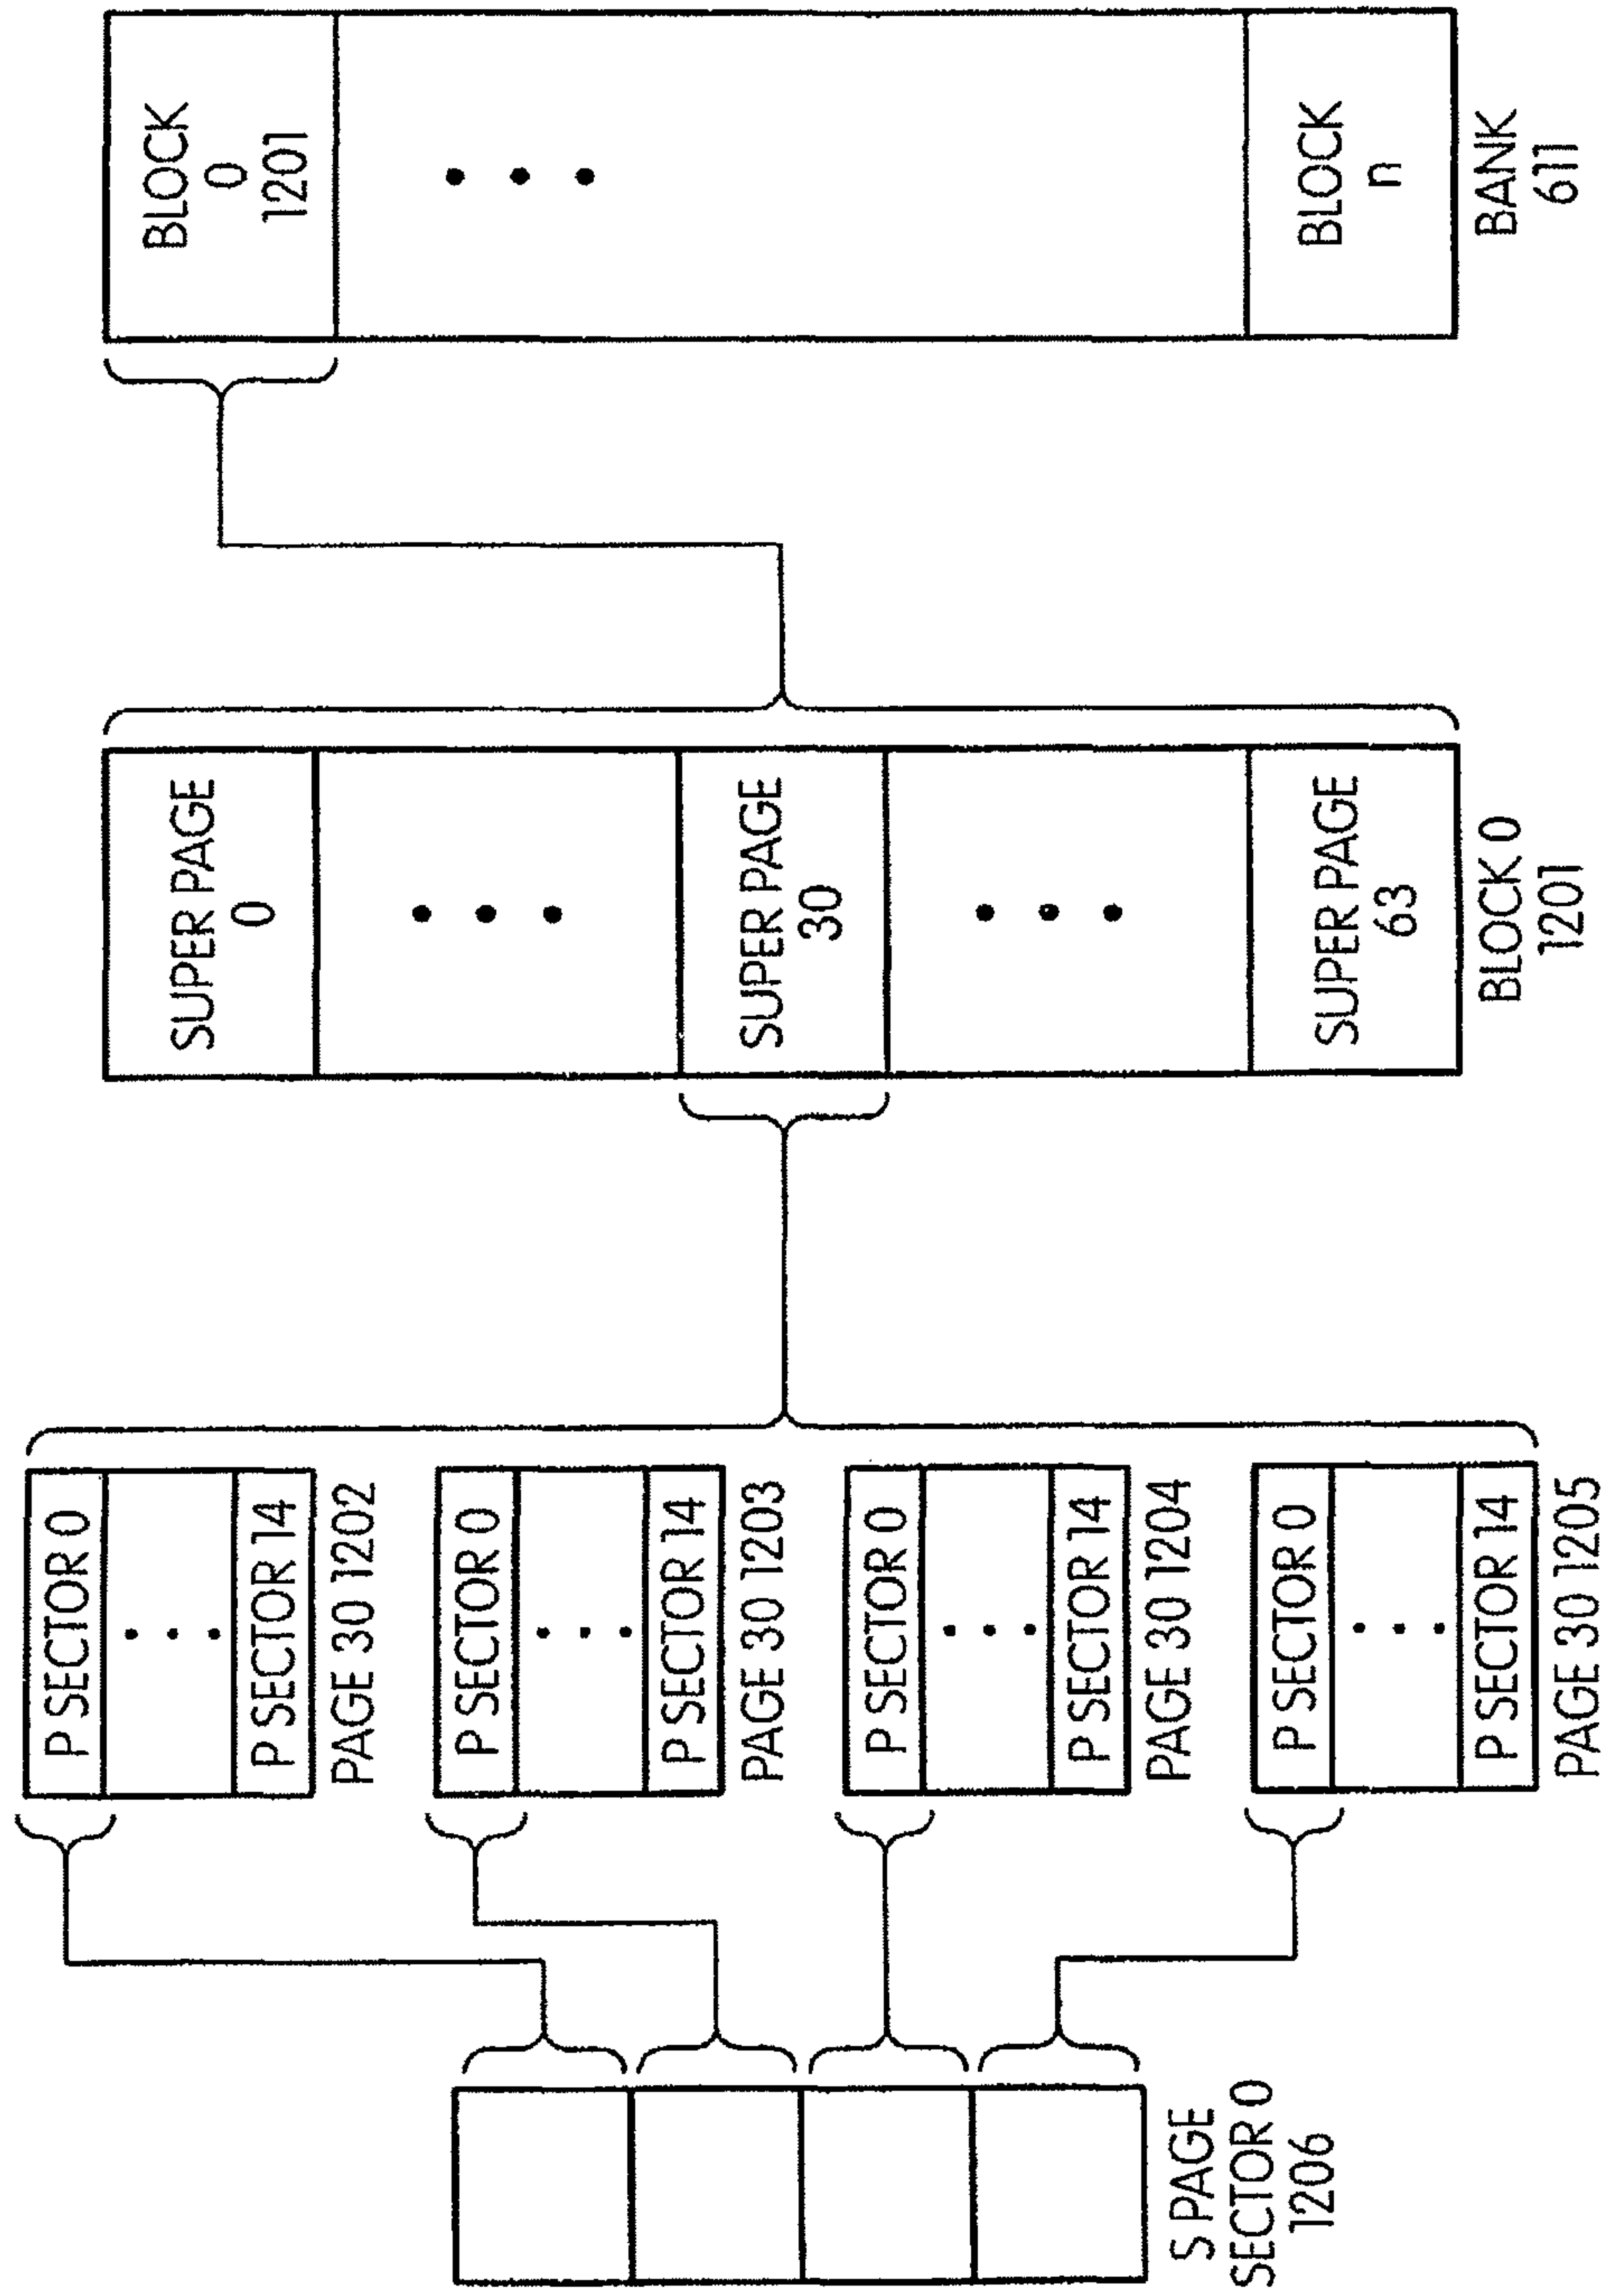 S PAGE
SECTOR 0
1206
P SECTOR 0
• • •
P SECTOR 14
PAGE 30 1202
P SECTOR 0
• • •
P SECTOR 14
PAGE 30 1203
P SECTOR 0
• • •
P SECTOR 14
PAGE 30 1204
P SECTOR 0
• • •
P SECTOR 14
PAGE 30 1205
SUPER PAGE
0
• • •
SUPER PAGE
30
• • •
SUPER PAGE
63
BLOCK 0
1201
BLOCK
0
1201
• • •
BLOCK
n
BANK
611